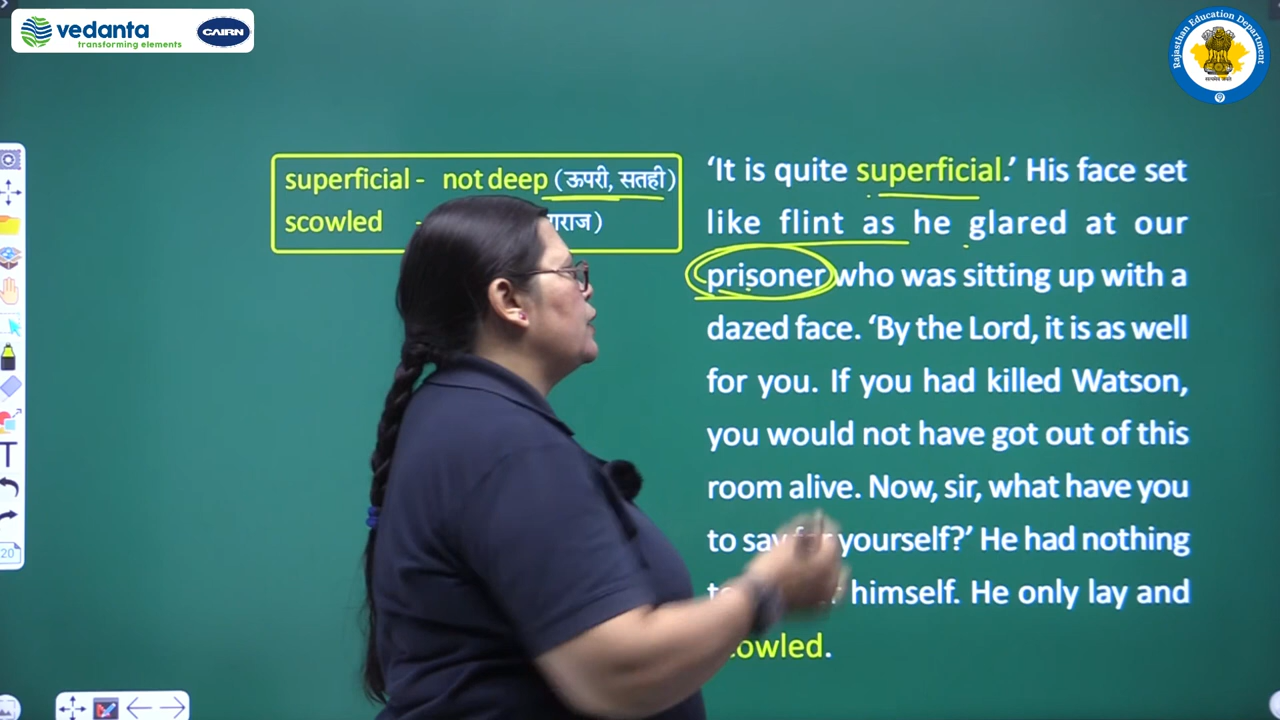 vedanta
transforming elements
CAIRN
Rajasthan Education Department
superficial - not deep (ऊपरी, सतही)
scowled -
'It is quite superficial.' His face set
like flint as he glared at our
prisoner who was sitting up with a
dazed face. 'By the Lord, it is as well
for you. If you had killed Watson,
you would not have got out of this
room alive. Now, sir, what have you
to say yourself?' He had nothing
himself. He only lay and
T
20